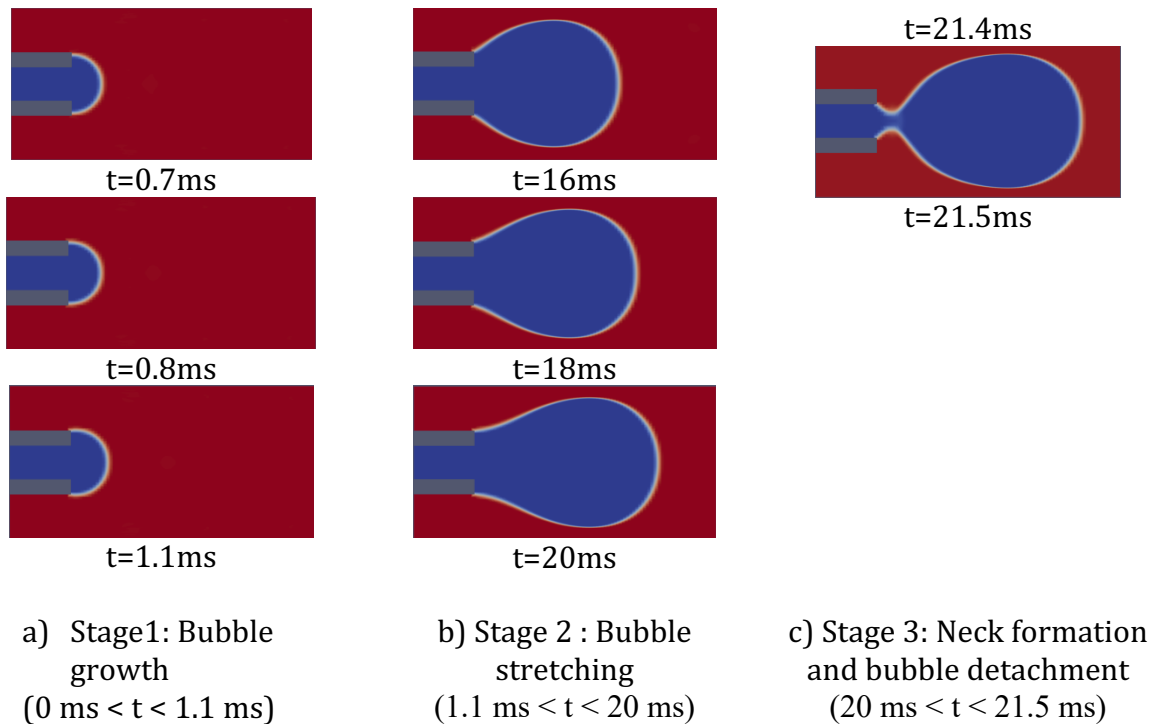 t=0.7ms
t=0.8ms
t=1.1ms
a) Stage1: Bubble
growth
(0 ms < t < 1.1 ms)
t=16ms
t=18ms
t=20ms
b) Stage 2 : Bubble
stretching
(1.1 ms < t < 20 ms)
t=21.4ms
t=21.5ms
c) Stage 3: Neck formation
and bubble detachment
(20 ms < t < 21.5 ms)